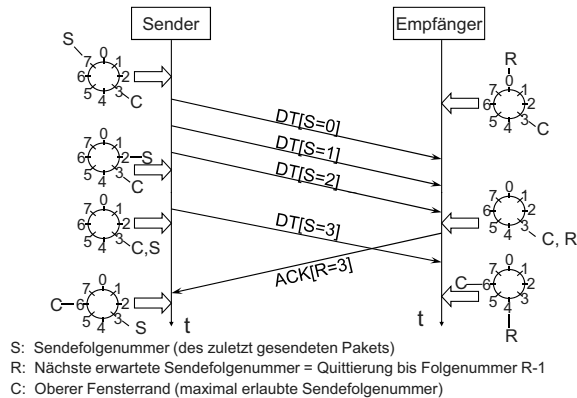 Sender
Empfänger
S
7 0 1
6 2
5 4 3
C
R
7 0 1
6 2
5 4 3
C
DT[S=0]
DT[S=1]
DT[S=2]
7 0 1
6 2 S
5 4 3
C
7 0 1
6 2
5 4 3
C,S
DT[S=3]
7 0 1
6 2
5 4 3
C, R
ACK[R=3]
7 0 1
C 6 2
5 4 3
S
7 0 1
C 6 2
5 4 3
R
t
t
S: Sendefolgenummer (des zuletzt gesendeten Pakets)
R: Nächste erwartete Sendefolgenummer = Quittierung bis Folgenummer R-1
C: Oberer Fensterrand (maximal erlaubte Sendefolgenummer)